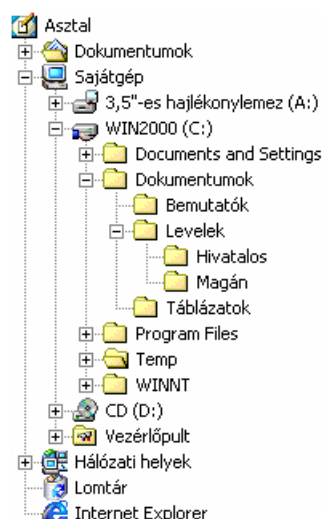 Asztal
Dokumentumok
Sajátgép
3,5"-es hajlékonylemez (A:)
WIN2000 (C:)
Documents and Settings
Dokumentumok
Bemutatók
Levelek
Hivatalos
Magán
Táblázatok
Program Files
Temp
WINNT
CD (D:)
Vezérlőpult
Hálózati helyek
Lomtár
Internet Explorer